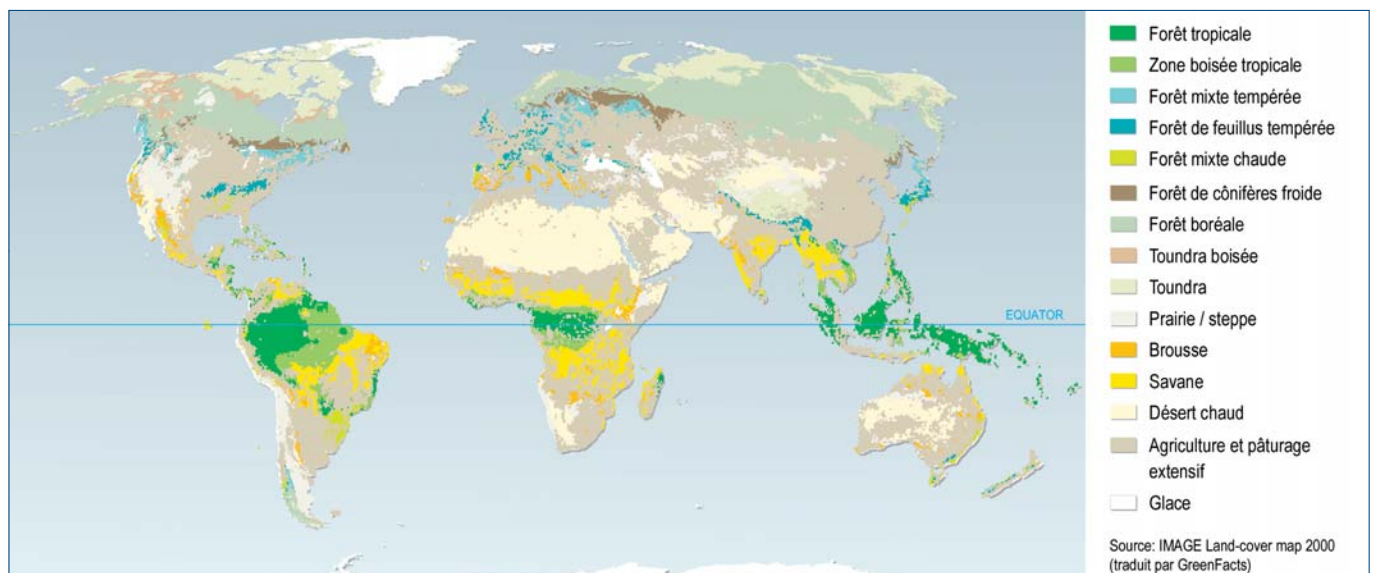 Forêt tropicale
Zone boisée tropicale
Forêt mixte tempérée
Forêt de feuillus tempérée
Forêt mixte chaude
Forêt de cônifères froide
Forêt boréale
Toundra boisée
Toundra
Prairie / steppe
Brousse
Savane
Désert chaud
Agriculture et pâturage
extensif
Glace
EQUATOR
Source: IMAGE Land-cover map 2000
(traduit par GreenFacts)